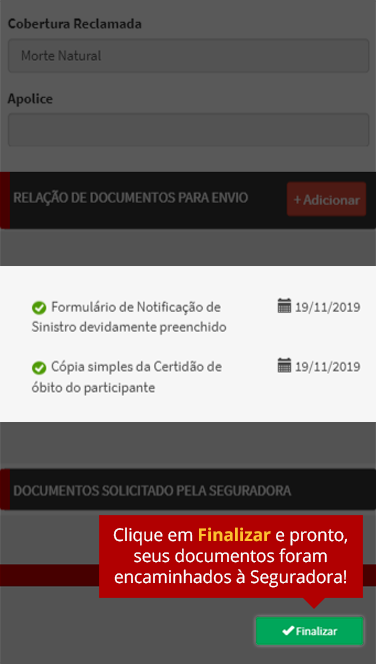 Cobertura Reclamada
Morte Natural
Apolice
RELAÇÃO DE DOCUMENTOS PARA ENVIO
+ Adicionar
Formulário de Notificação de
Sinistro devidamente preenchido
19/11/2019
Cópia simples da Certidão de
óbito do participante
19/11/2019
DOCUMENTOS SOLICITADO PELA SEGURADORA
Clique em Finalizar e pronto,
seus documentos foram
encaminhados à Seguradora!
Finalizar